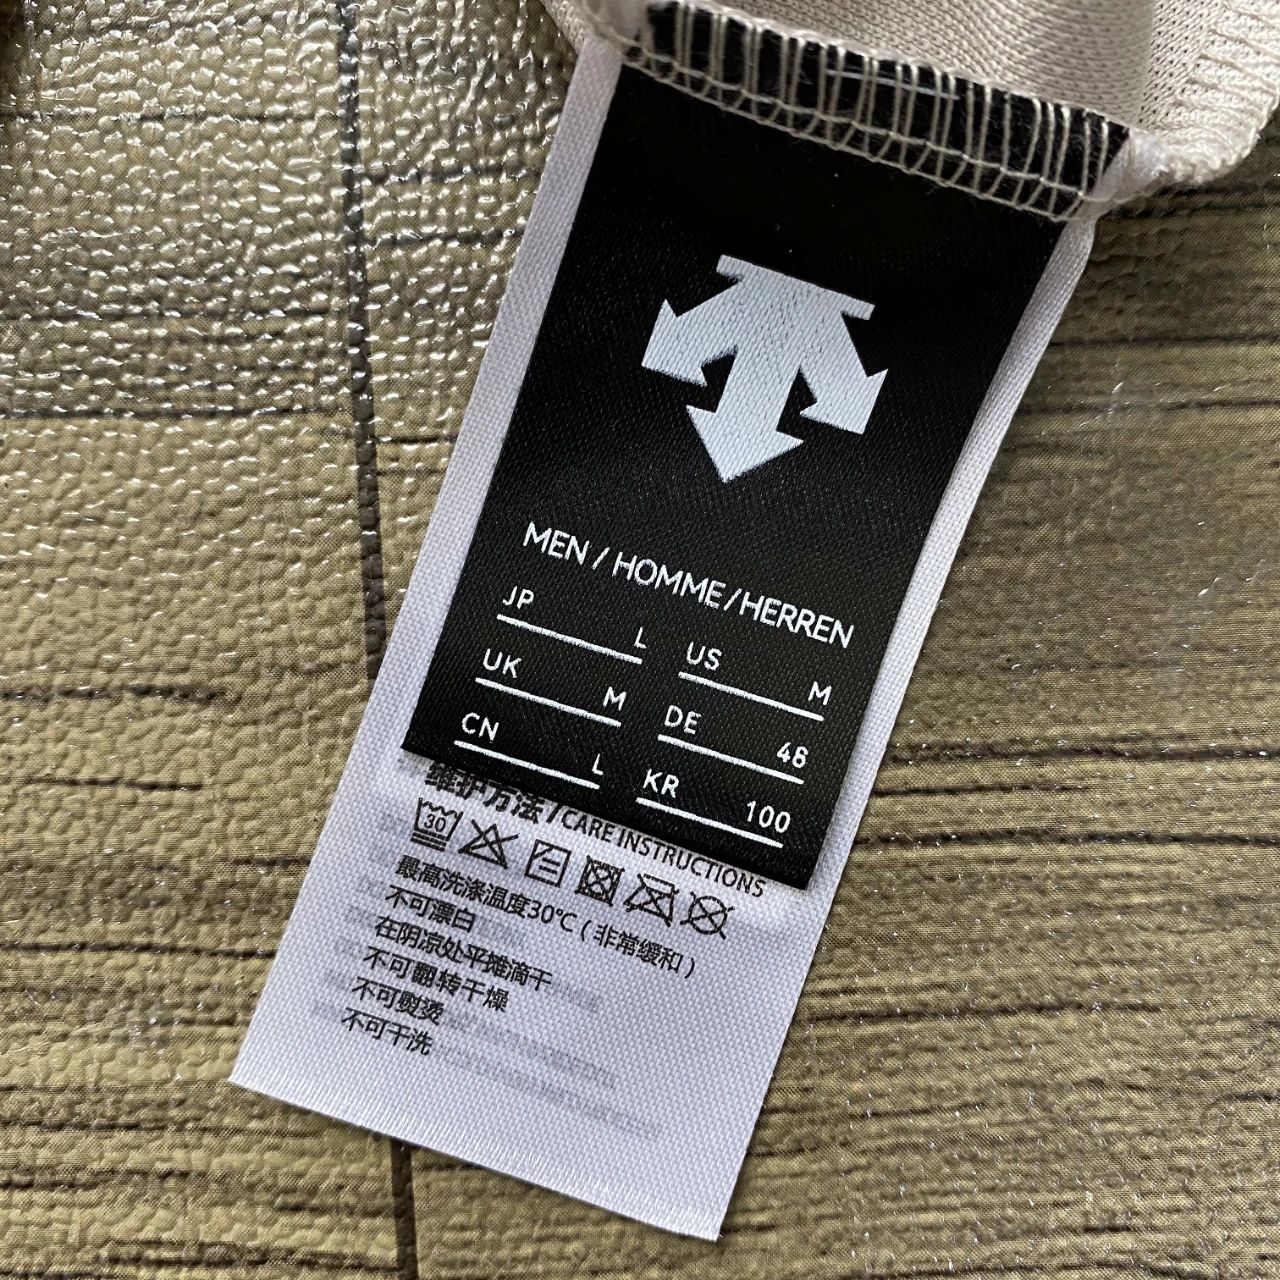 MEN / HOMME / HERREN
JP L US M
UK M DE 48
CN L KR 100
维护方法 / CARE INSTRUCTIONS
30
最高洗涤温度30℃ ( 非常缓和 )
不可漂白
在阴凉处平摊滴干
不可翻转干燥
不可熨烫
不可干洗